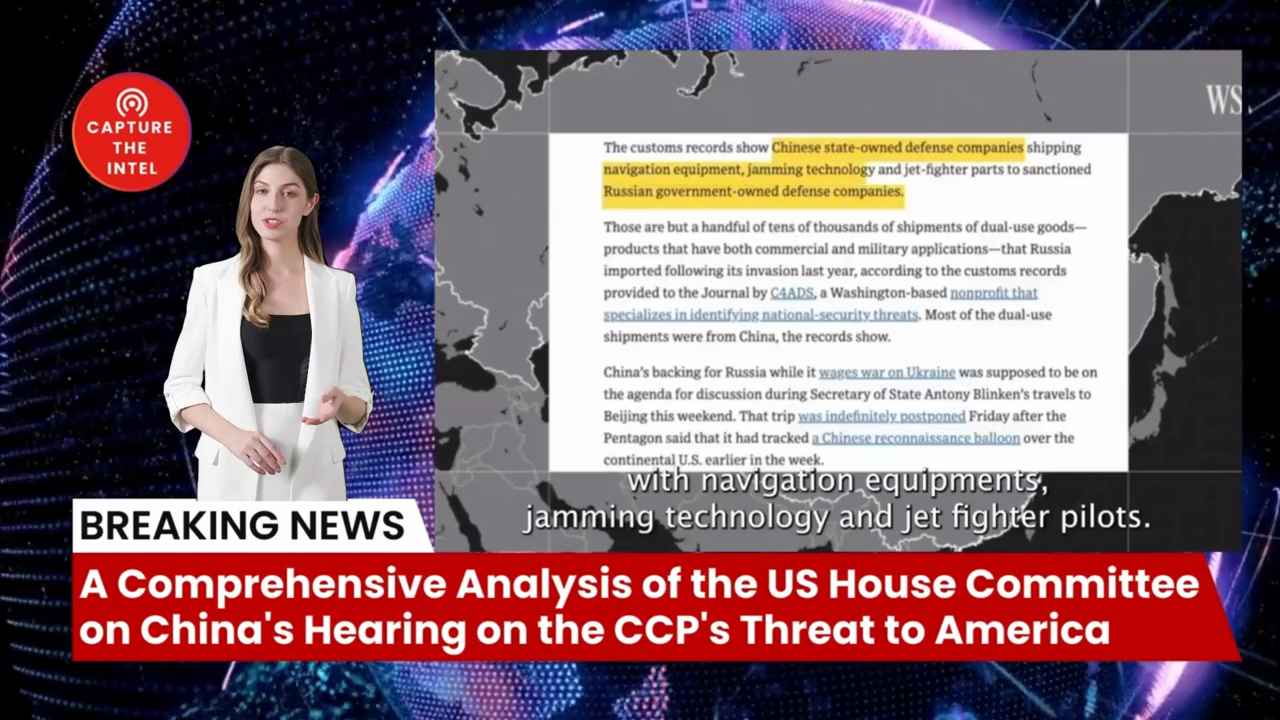 CAPTURE
THE
INTEL
WS
The customs records show Chinese state-owned defense companies shipping
navigation equipment, jamming technology and jet-fighter parts to sanctioned
Russian government-owned defense companies.
Those are but a handful of tens of thousands of shipments of dual-use goods—
products that have both commercial and military applications—that Russia
imported following its invasion last year, according to the customs records
provided to the Journal by C4ADS, a Washington-based nonprofit that
specializes in identifying national-security threats. Most of the dual-use
shipments were from China, the records show.
China's backing for Russia while it wages war on Ukraine was supposed to be on
the agenda for discussion during Secretary of State Antony Blinken's travels to
Beijing this weekend. That trip was indefinitely postponed Friday after the
Pentagon said that it had tracked a Chinese reconnaissance balloon over the
continental U.S. earlier in the week.
with navigation equipments,
jamming technology and jet fighter pilots.
BREAKING NEWS
A Comprehensive Analysis of the US House Committee
on China's Hearing on the CCP's Threat to America